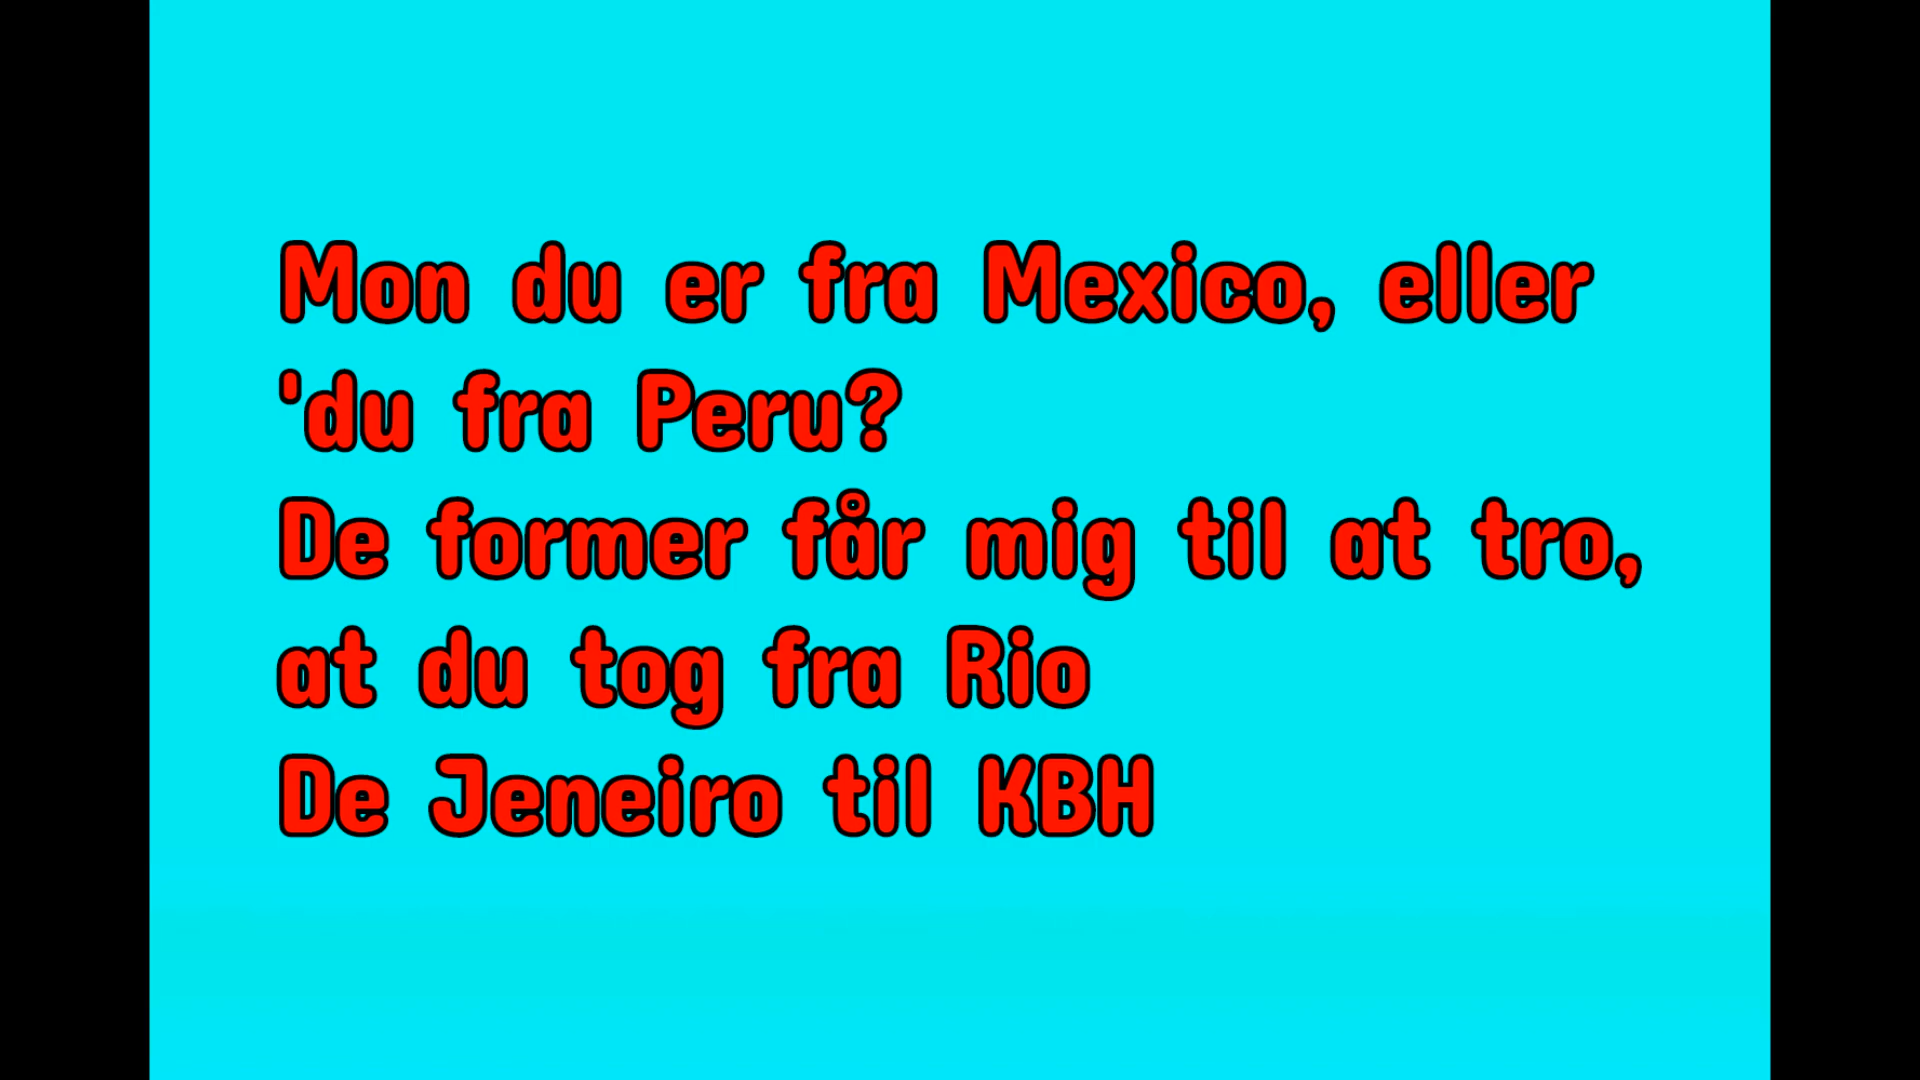 Mon du er fra Mexico, eller
'du fra Peru?
De former får mig til at tro,
at du tog fra Rio
De Jeneiro til KBH